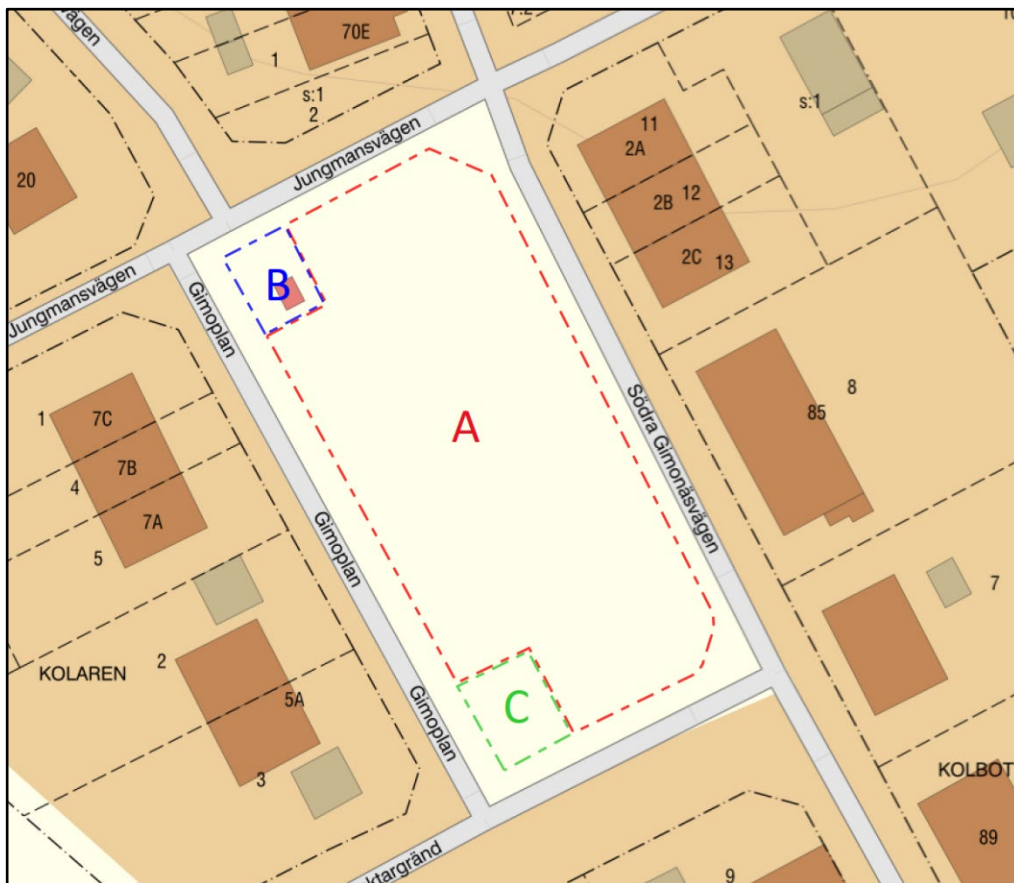 vägen
70E
1
s:1
2
Jungmansvägen
20
11
2A
s:1
12
2B
2C
13
B
Jungmansvägen
Gimoplan
A
Södra Gimonäsvägen
8
85
1
7C
7B
4
7A
5
Gimoplan
7
2
KOLAREN
5A
C
Gimoplan
3
KOLBOT
89
ktargränd
9